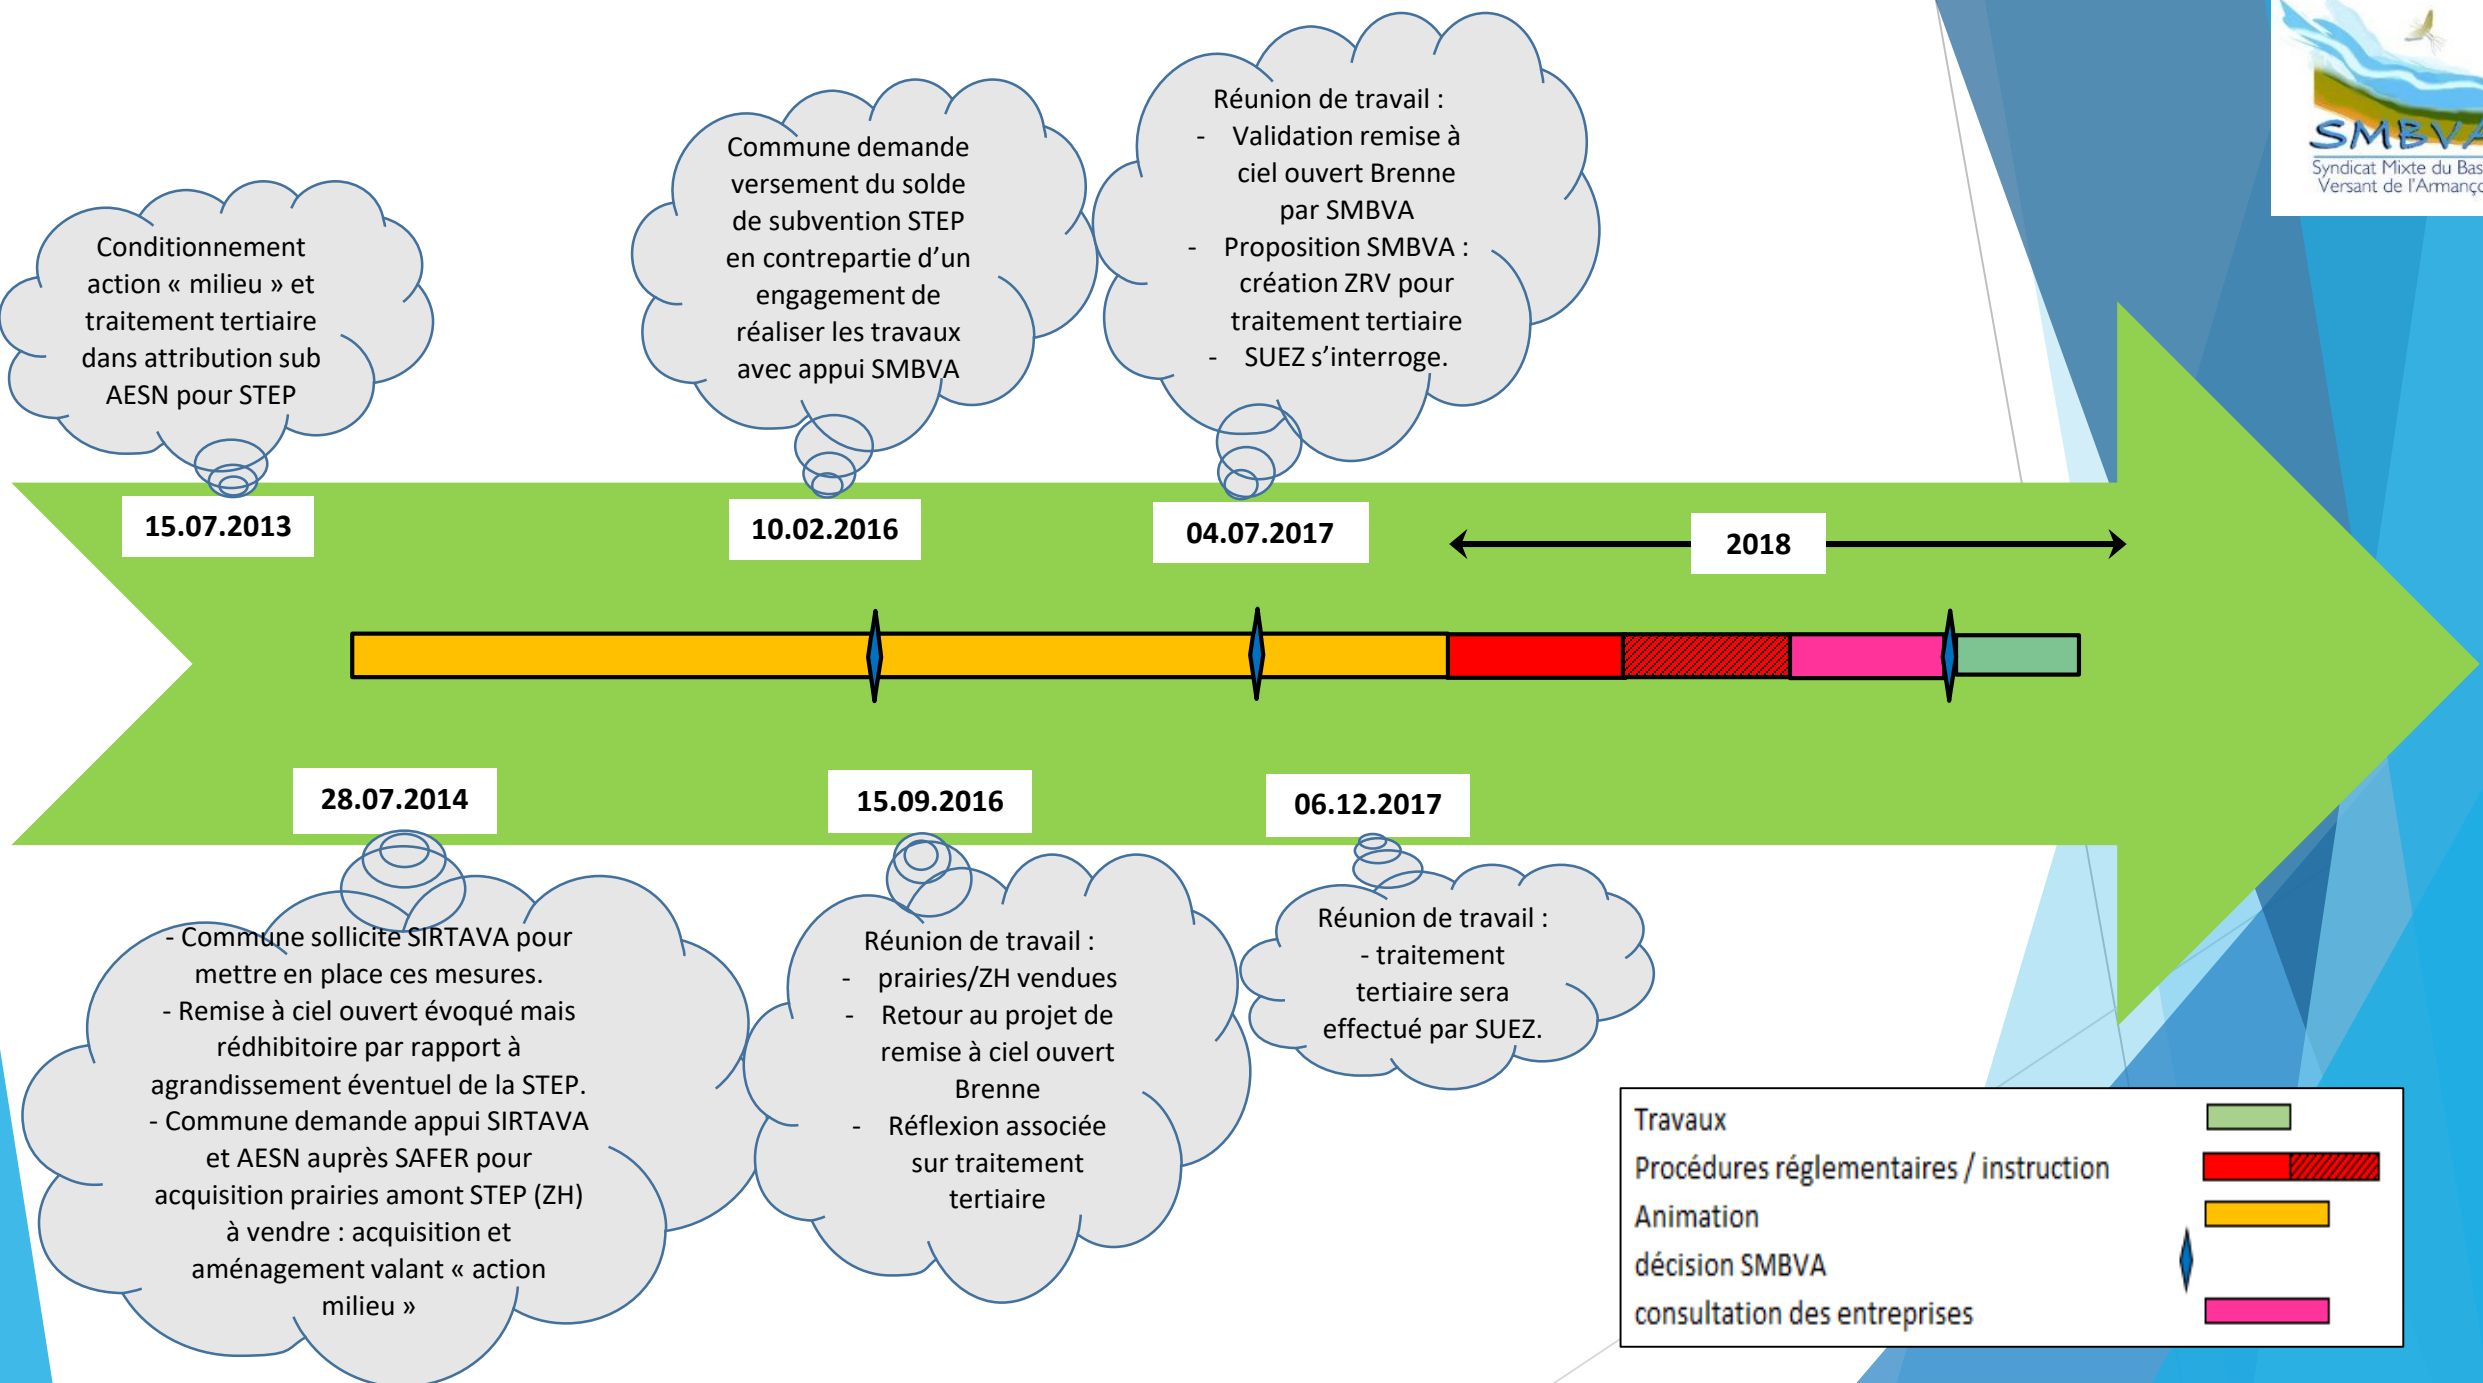 SMBVA
Syndicat Mixte du Bas
Versant de l'Armanço
Conditionnement
action « milieu » et
traitement tertiaire
dans attribution sub
AESN pour STEP
Commune demande
versement du solde
de subvention STEP
en contrepartie d'un
engagement de
réaliser les travaux
avec appui SMBVA
Réunion de travail :
- Validation remise à
ciel ouvert Brenne
par SMBVA
- Proposition SMBVA :
création ZRV pour
traitement tertiaire
- SUEZ s'interroge.
15.07.2013
10.02.2016
04.07.2017
2018
28.07.2014
15.09.2016
06.12.2017
- Commune sollicite SIRTAVA pour
mettre en place ces mesures.
- Remise à ciel ouvert évoqué mais
rédhibitoire par rapport à
agrandissement éventuel de la STEP.
- Commune demande appui SIRTAVA
et AESN auprès SAFER pour
acquisition prairies amont STEP (ZH)
à vendre : acquisition et
aménagement valant « action
milieu »
Réunion de travail :
- prairies/ZH vendues
- Retour au projet de
remise à ciel ouvert
Brenne
- Réflexion associée
sur traitement
tertiaire
Réunion de travail :
- traitement
tertiaire sera
effectué par SUEZ.
Travaux
Procédures réglementaires / instruction
Animation
décision SMBVA
consultation des entreprises